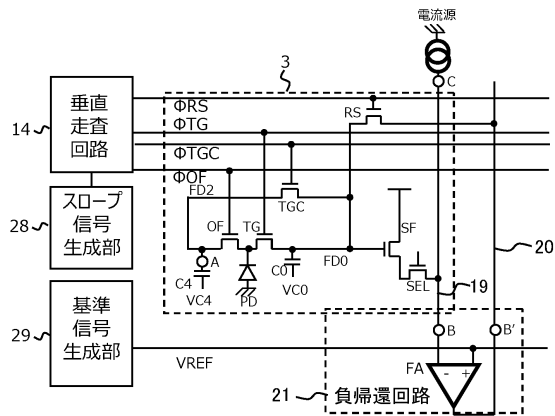 電流源
3
C
垂直
走査
回路
14
ΦRS
ΦTG
ΦTGC
ΦOF
RS
FD2
TGC
スロープ
信号
生成部
28
OF
TG
SF
A
C4
VC4
PD
C0
VC0
FD0
SEL
20
19
基準
信号
生成部
29
B
B'
VREF
FA
- +
21
負帰還回路